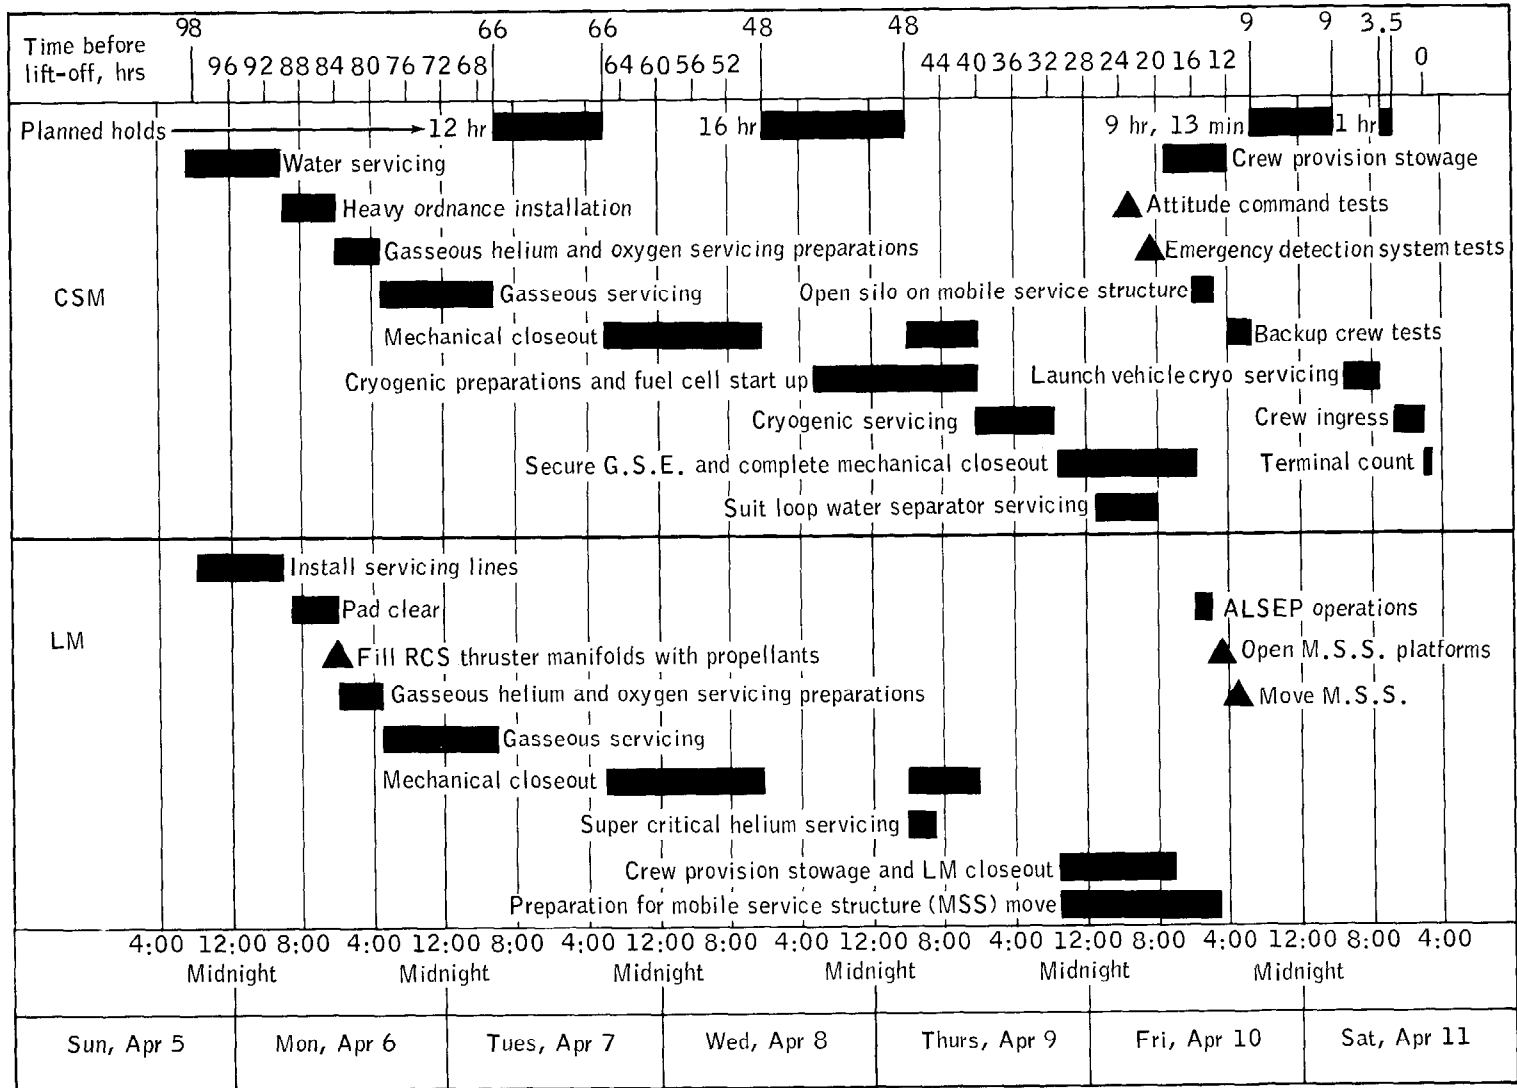 98 66 66 48 48 9 9 3.5
Time before
lift-off, hrs
96 92 88 84 80 76 72 68 64 60 56 52 44 40 36 32 28 24 20 16 12 0
Planned holds 12 hr 16 hr 9 hr, 13 min 1 hr
Water servicing Crew provision stowage
Heavy ordnance installation Attitude command tests
Gasseous helium and oxygen servicing preparations Emergency detection system tests
CSM Gasseous servicing Open silo on mobile service structure
Mechanical closeout Backup crew tests
Cryogenic preparations and fuel cell start up Launch vehicle cryo servicing
Cryogenic servicing Crew ingress
Secure G.S.E. and complete mechanical closeout Terminal count
Suit loop water separator servicing
Install servicing lines
Pad clear ALSEP operations
LM
Fill RCS thruster manifolds with propellants Open M.S.S. platforms
Gasseous helium and oxygen servicing preparations Move M.S.S.
Gasseous servicing
Mechanical closeout
Super critical helium servicing
Crew provision stowage and LM closeout
Preparation for mobile service structure (MSS) move
4:00 12:00 8:00 4:00 12:00 8:00 4:00 12:00 8:00 4:00 12:00 8:00 4:00 12:00 8:00 4:00 12:00 8:00 4:00
Midnight Midnight Midnight Midnight Midnight Midnight
Sun, Apr 5 Mon, Apr 6 Tues, Apr 7 Wed, Apr 8 Thurs, Apr 9 Fri, Apr 10 Sat, Apr 11